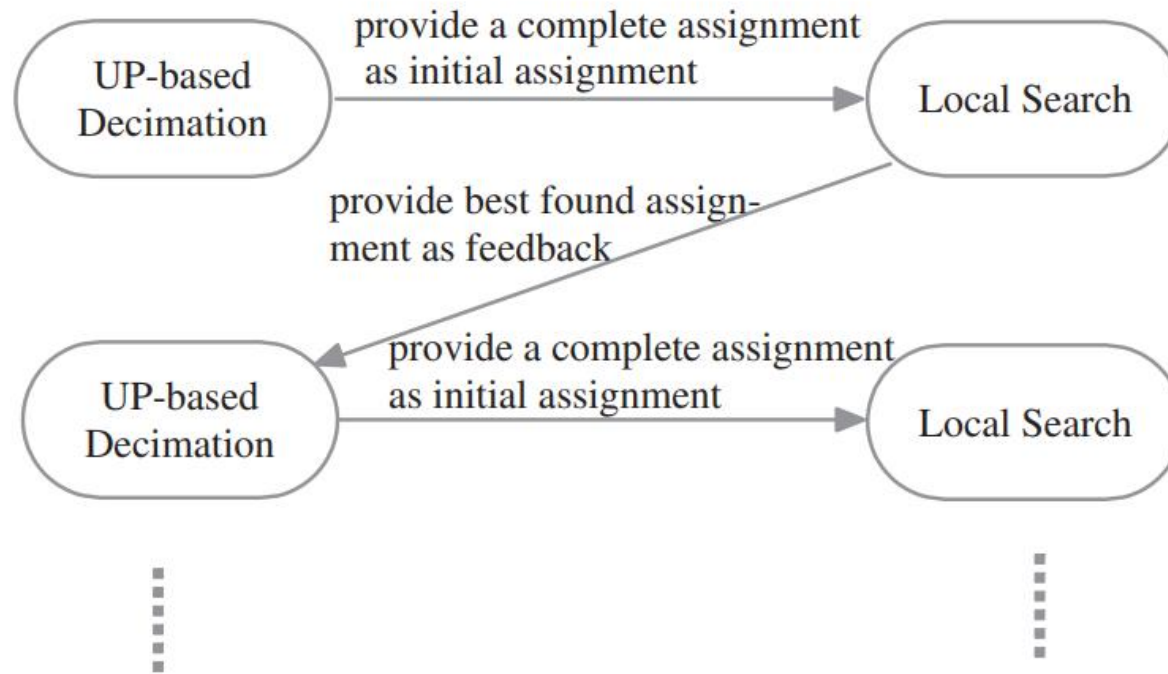 UP-based
Decimation
provide a complete assignment
as initial assignment
Local Search
provide best found assign-
ment as feedback
UP-based
Decimation
provide a complete assignment
as initial assignment
Local Search